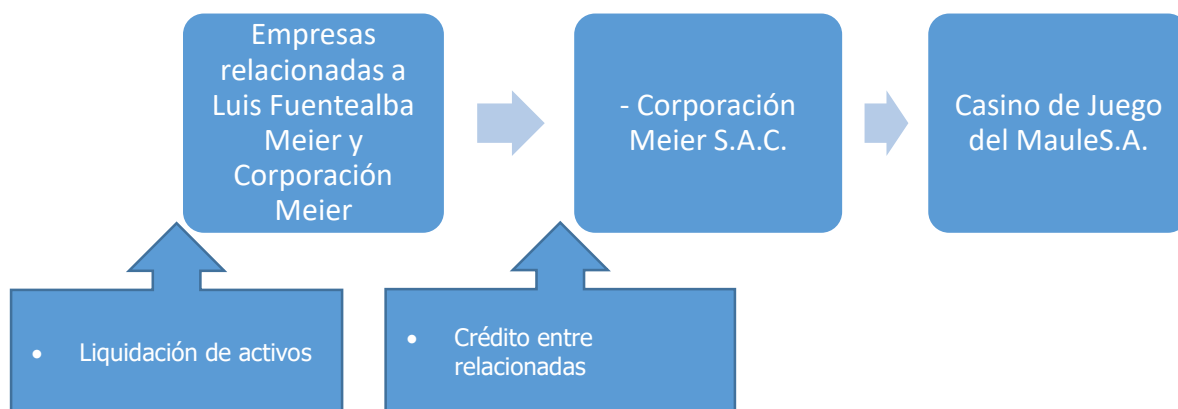 Empresas
relacionadas a
Luis Fuentealba
Meier y
Corporación
Meier
- Corporación
Meier S.A.C.
Casino de Juego
del MauleS.A.
• Liquidación de activos
• Crédito entre
relacionadas